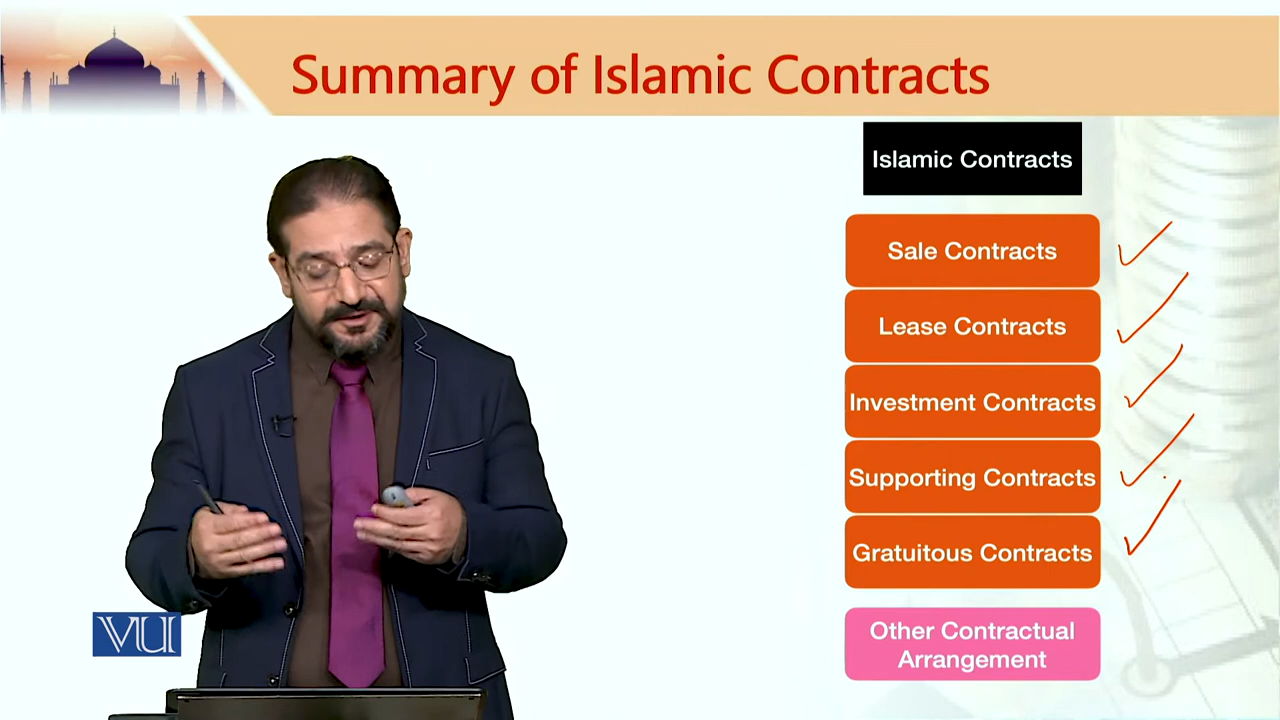 Summary of Islamic Contracts
Islamic Contracts
Sale Contracts
Lease Contracts
Investment Contracts
Supporting Contracts
Gratuitous Contracts
Other Contractual
Arrangement
VU